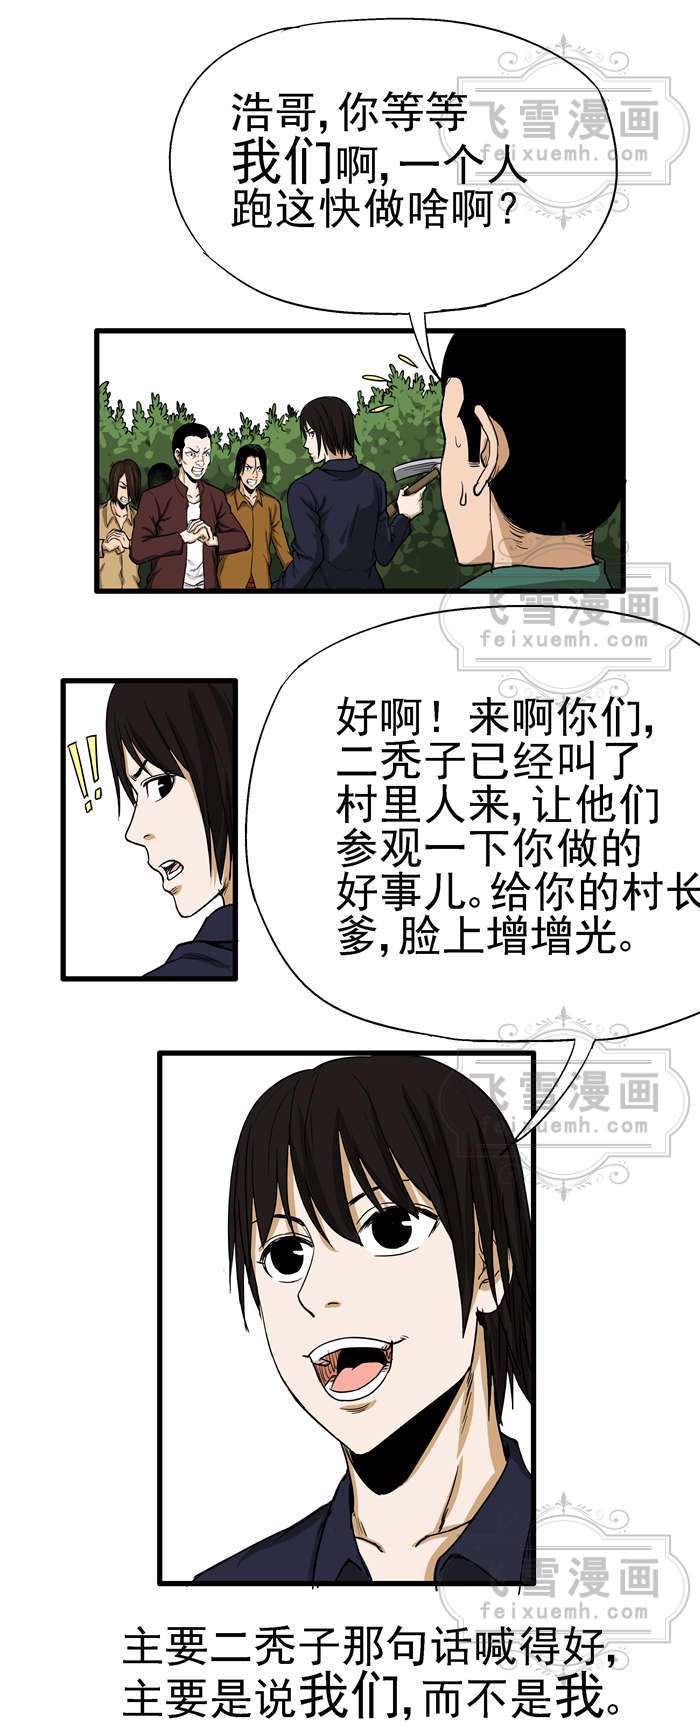 飞雪漫画
feixuemh.com
浩哥,你等等
我们啊,一个人
跑这快做啥啊?
飞雪漫画
feixuemh.com
!!
好啊!来啊你们,
二秃子已经叫了
村里人来,让他们
参观一下你做的
好事儿。给你的村长
爹,脸上增增光。
飞雪漫画
feixuemh.com
飞雪漫画
feixuemh.com
主要二秃子那句话喊得好,
主要是说我们,而不是我。